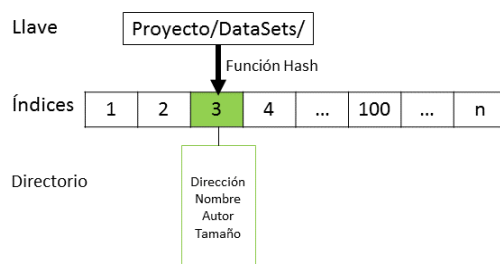 Llave
Proyecto/DataSets/
Función Hash
Índices
1 2 3 4 ... 100 ... n
Directorio
Dirección
Nombre
Autor
Tamaño